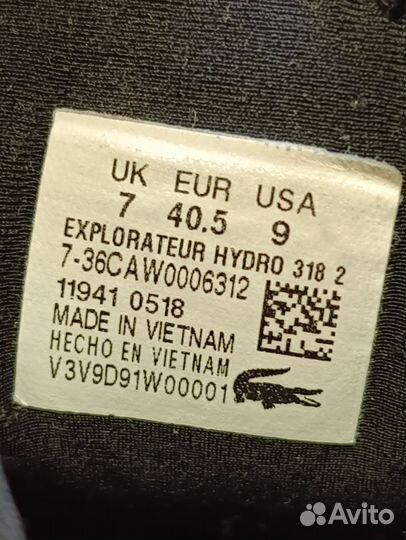 UK EUR USA
7 40.5 9
EXPLORATEUR HYDRO 318 2
7-36CAW0006312
11941 0518
MADE IN VIETNAM
HECHO EN VIETNAM
V3V9D91W00001
Avito